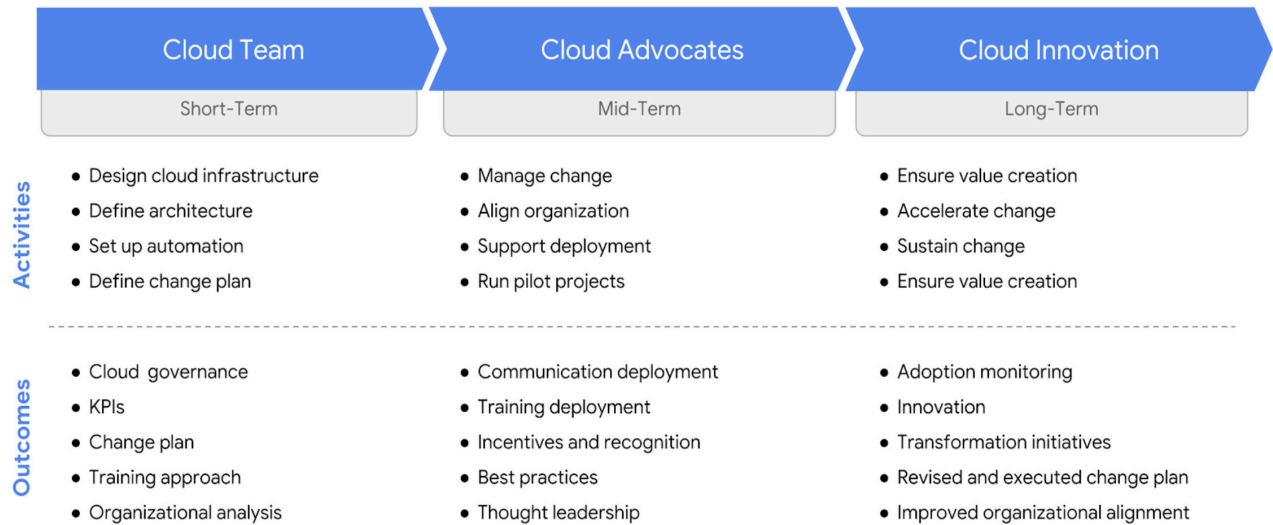 Cloud Team
Cloud Advocates
Cloud Innovation
Short-Term
Mid-Term
Long-Term
Activities
Design cloud infrastructure
Define architecture
Set up automation
Define change plan
Manage change
Align organization
Support deployment
Run pilot projects
Ensure value creation
Accelerate change
Sustain change
Ensure value creation
Outcomes
Cloud governance
KPIs
Change plan
Training approach
Organizational analysis
Communication deployment
Training deployment
Incentives and recognition
Best practices
Thought leadership
Adoption monitoring
Innovation
Transformation initiatives
Revised and executed change plan
Improved organizational alignment